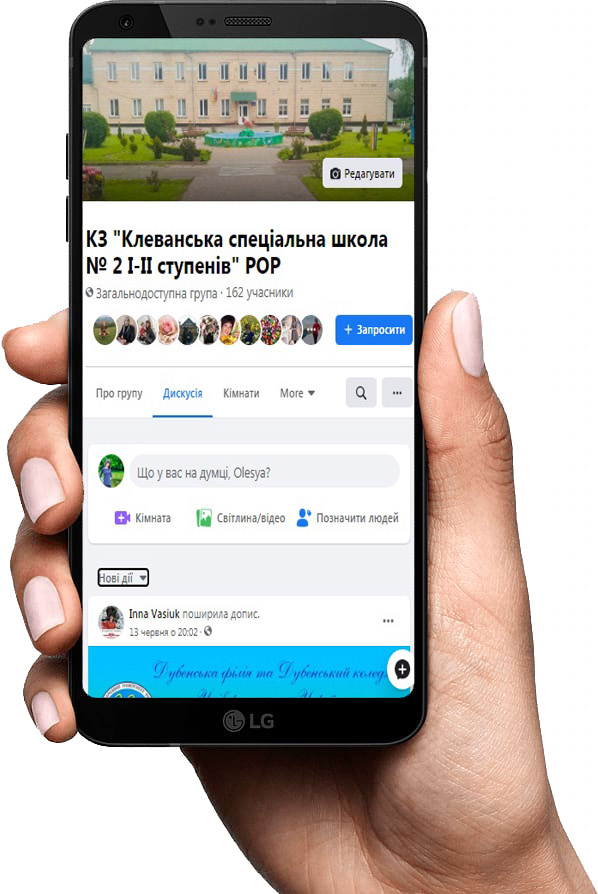 Редагувати
КЗ "Клеванська спеціальна школа
№ 2 І-ІІ ступенів" РОР
Загальнодоступна група · 162 учасники
+ Запросити
Про групу Дискусія Кімнати More
Що у вас на думці, Olesya?
Кімната Світлина/відео Позначити людей
Нові дії
Inna Vasiuk поширила допис.
13 червня о 20:02 ·
Дубенська філія та Дубенський колед
LG